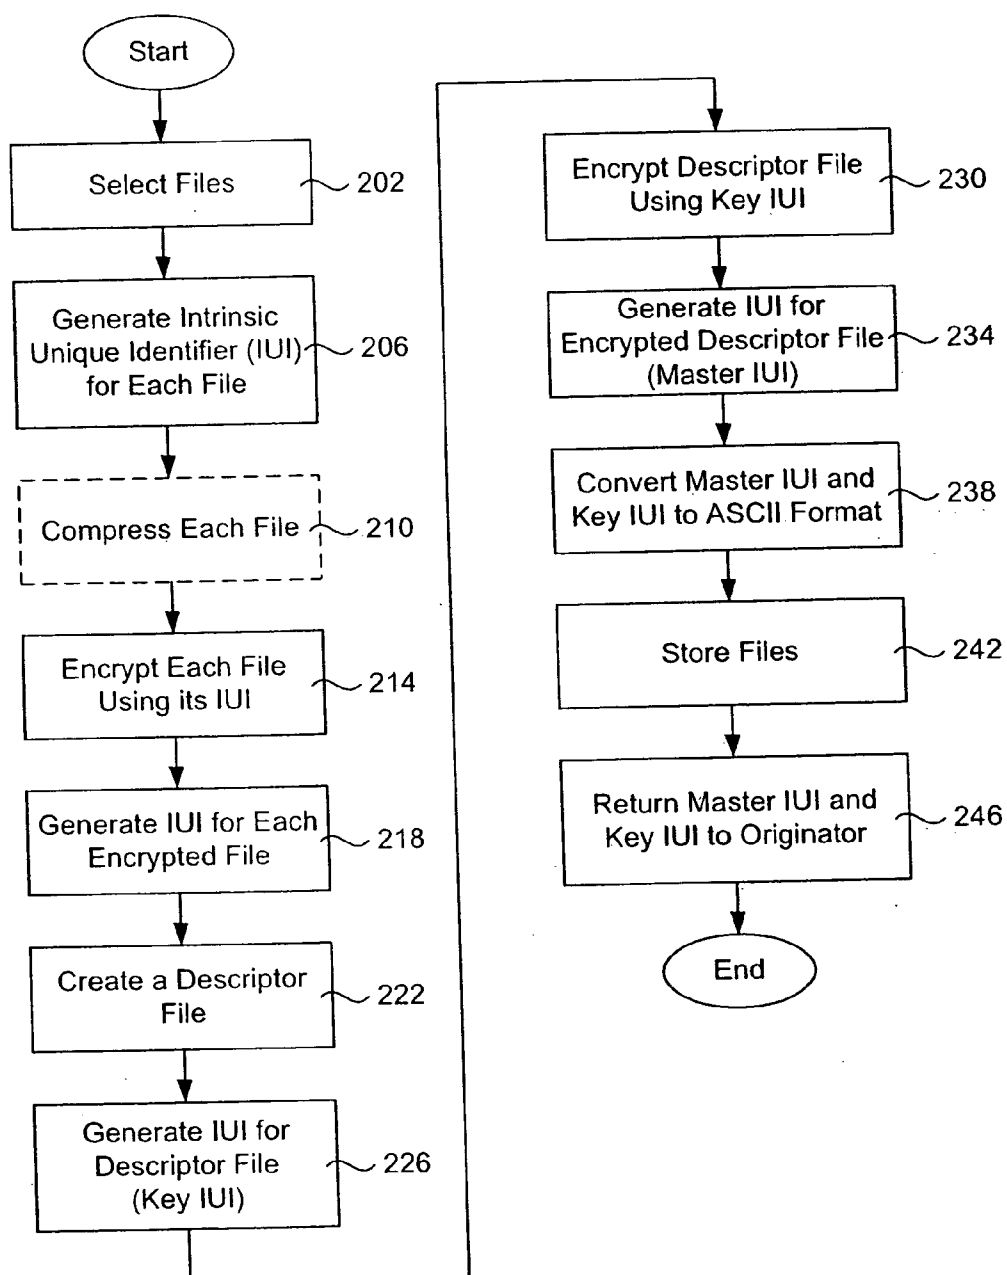 Start
Select Files
202
Generate Intrinsic
Unique Identifier (IUI)
for Each File
206
Compress Each File
210
Encrypt Each File
Using its IUI
214
Generate IUI for Each
Encrypted File
218
Create a Descriptor
File
222
Generate IUI for
Descriptor File
(Key IUI)
226
Encrypt Descriptor File
Using Key IUI
230
Generate IUI for
Encrypted Descriptor File
(Master IUI)
234
Convert Master IUI and
Key IUI to ASCII Format
238
Store Files
242
Return Master IUI and
Key IUI to Originator
246
End